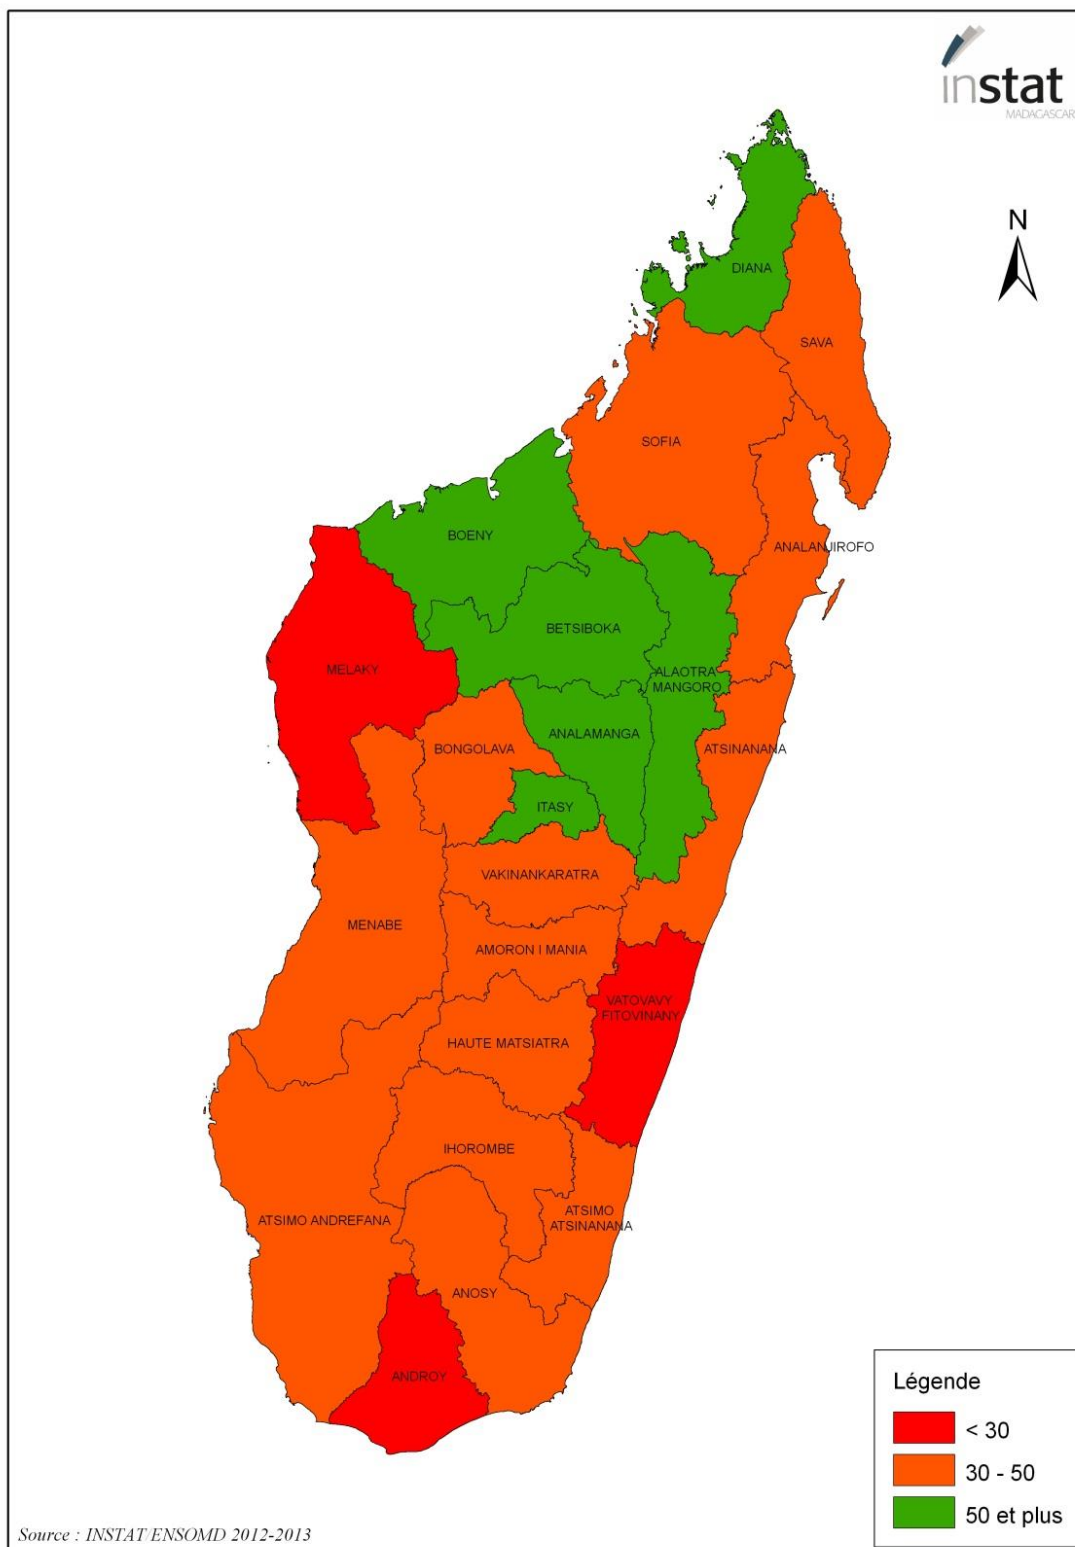 instat
MADAGASCAR
N
DIANA
SAVA
SOFIA
BOENY
ANALANJIROFO
BETSIBOKA
MELAKY
ALAOTRA
MANGORO
ANALAMANGA
BONGOLAVA
ATSINANANA
ITASY
VAKINANKARATRA
MENABE
AMORON I MANIA
VATOVAVY
FITOVINANY
HAUTE MATSIATRA
IHOROMBE
ATSIMO ANDREFANA
ATSIMO
ATSINANANA
ANOSY
ANDROY
Légende
< 30
30 - 50
50 et plus
Source : INSTAT/ENSOMD 2012-2013